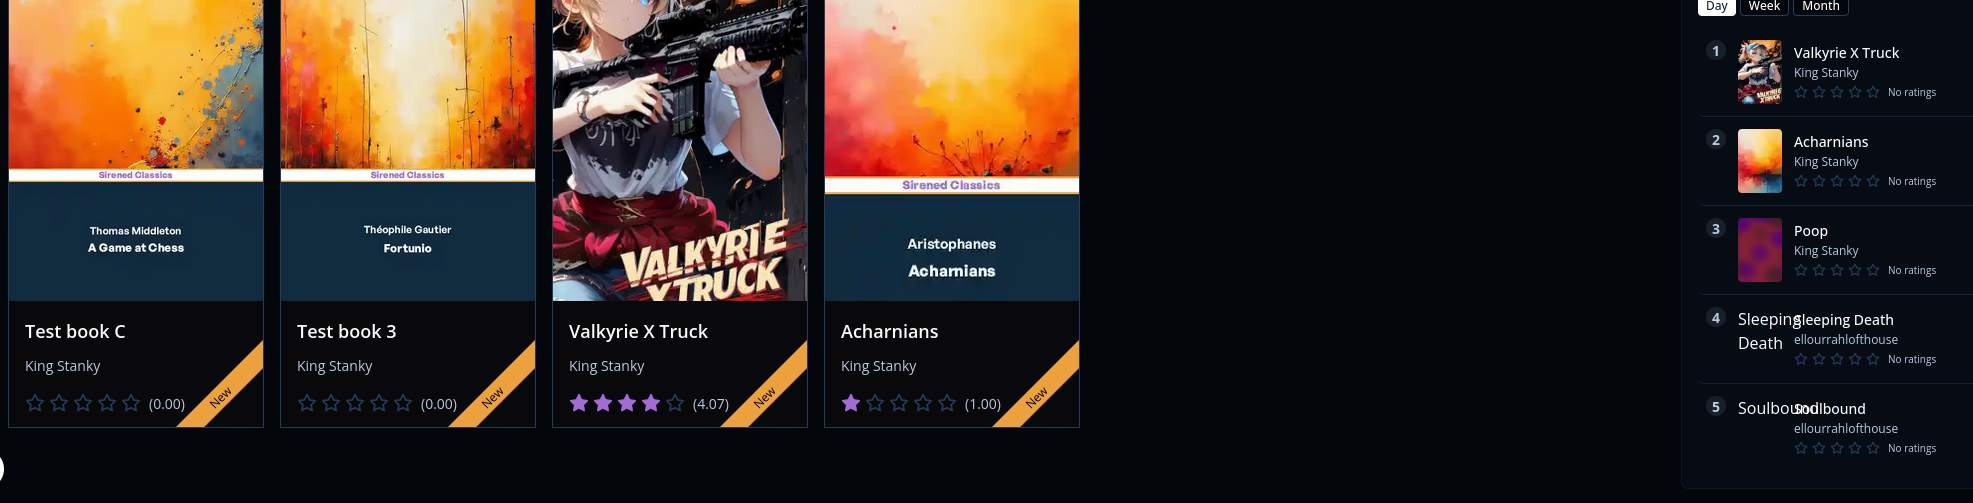 Sirened Classics
Thomas Middleton
A Game at Chess
Test book C
King Stanky
(0.00)
New
Sirened Classics
Théophile Gautier
Fortunio
Test book 3
King Stanky
(0.00)
New
VALKYRIE
X TRUCK
Valkyrie X Truck
King Stanky
(4.07)
New
Sirened Classics
Aristophanes
Acharnians
Acharnians
King Stanky
(1.00)
New
Day Week Month
1
VALKYRIE
X TRUCK
Valkyrie X Truck
King Stanky
No ratings
2
Acharnians
King Stanky
No ratings
3
Poop
King Stanky
No ratings
4
Sleeping
Death
Sleeping Death
ellourrahlofthouse
No ratings
5
Soulbound
Soulbound
ellourrahlofthouse
No ratings